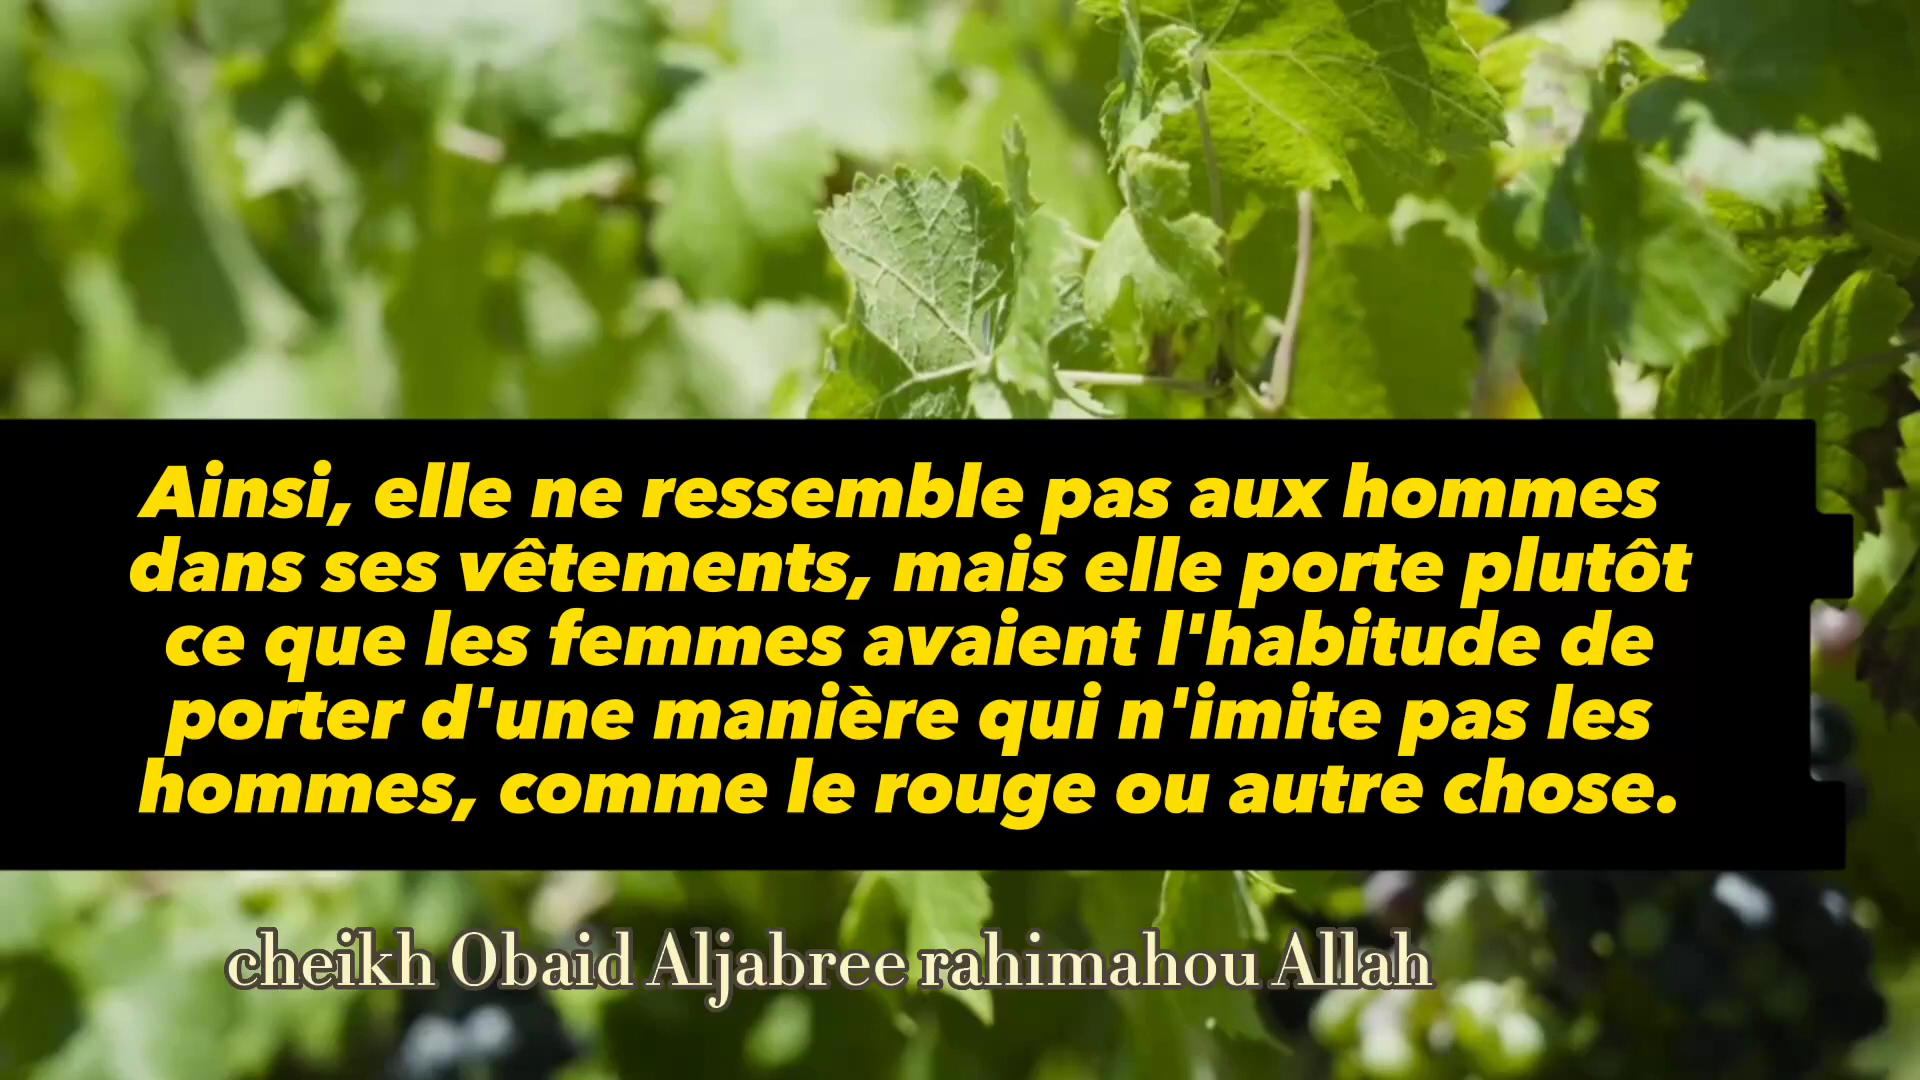 Ainsi, elle ne ressemble pas aux hommes
dans ses vêtements, mais elle porte plutôt
ce que les femmes avaient l'habitude de
porter d'une manière qui n'imite pas les
hommes, comme le rouge ou autre chose.
cheikh Obaid Aljabree rahimahou Allah